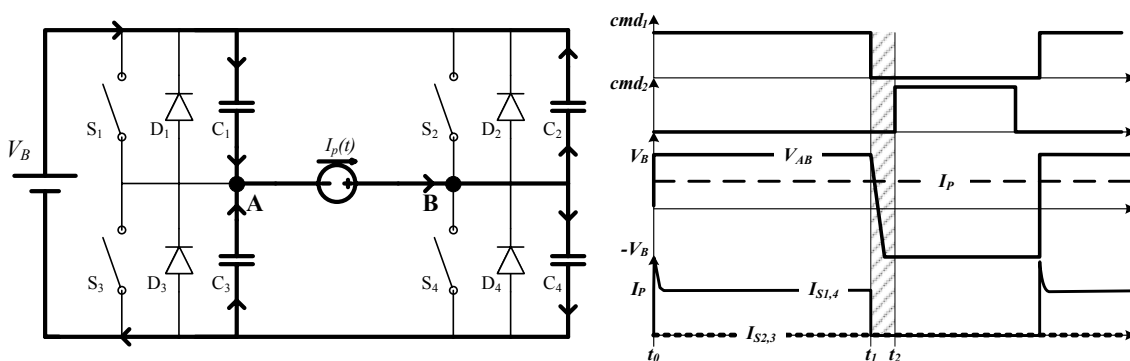 V_B
S₁
D₁
C₁
S₂
D₂
C₂
I_p(t)
A
B
S₃
D₃
C₃
S₄
D₄
C₄
cmd₁
cmd₂
V_B
V_AB
I_P
-V_B
I_P
I_S1,4
I_S2,3
t₀
t₁
t₂